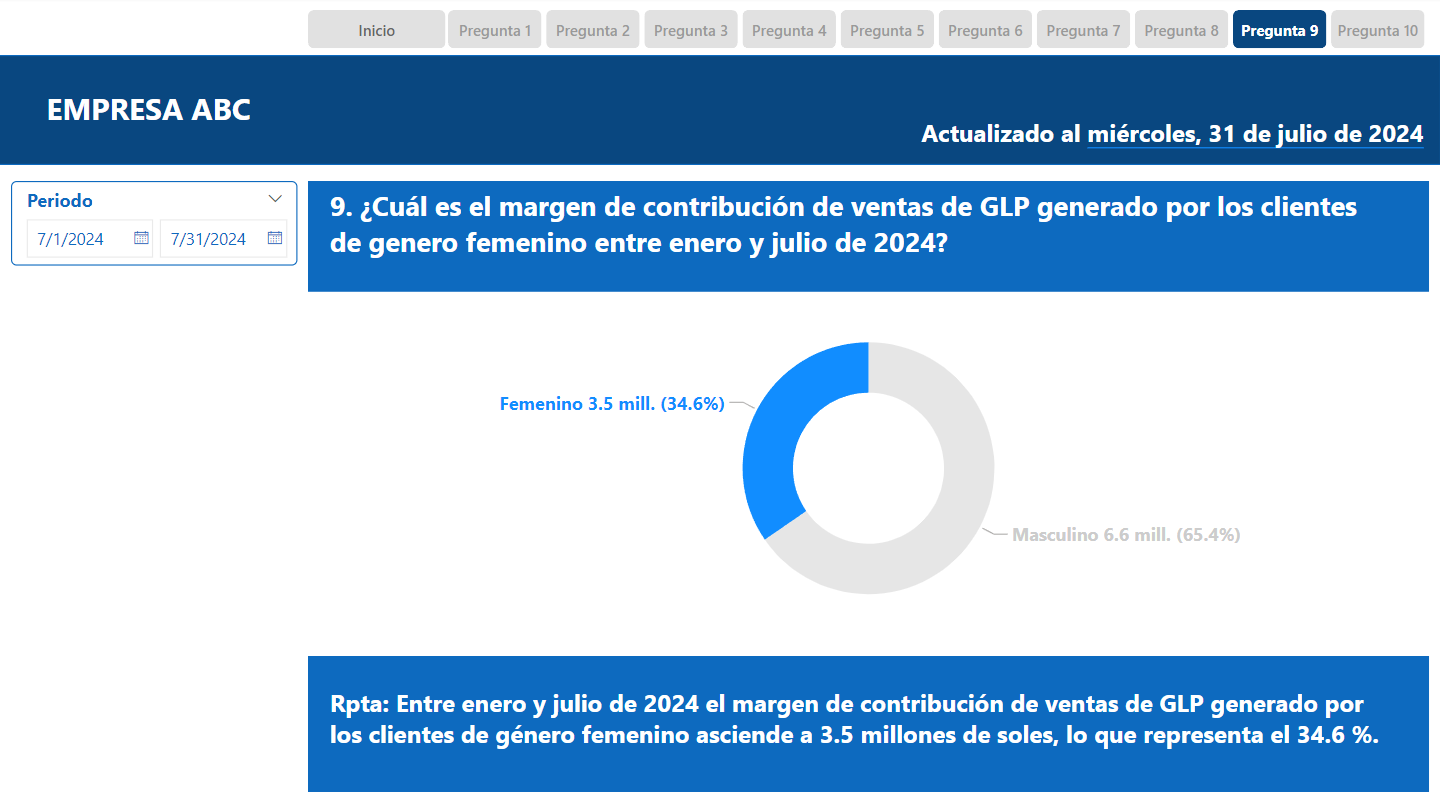 Inicio
Pregunta 1
Pregunta 2
Pregunta 3
Pregunta 4
Pregunta 5
Pregunta 6
Pregunta 7
Pregunta 8
Pregunta 9
Pregunta 10
EMPRESA ABC
Actualizado al miércoles, 31 de julio de 2024
Periodo
7/1/2024
7/31/2024
9. ¿Cuál es el margen de contribución de ventas de GLP generado por los clientes
de genero femenino entre enero y julio de 2024?
Femenino 3.5 mill. (34.6%)
Masculino 6.6 mill. (65.4%)
Rpta: Entre enero y julio de 2024 el margen de contribución de ventas de GLP generado por
los clientes de género femenino asciende a 3.5 millones de soles, lo que representa el 34.6 %.